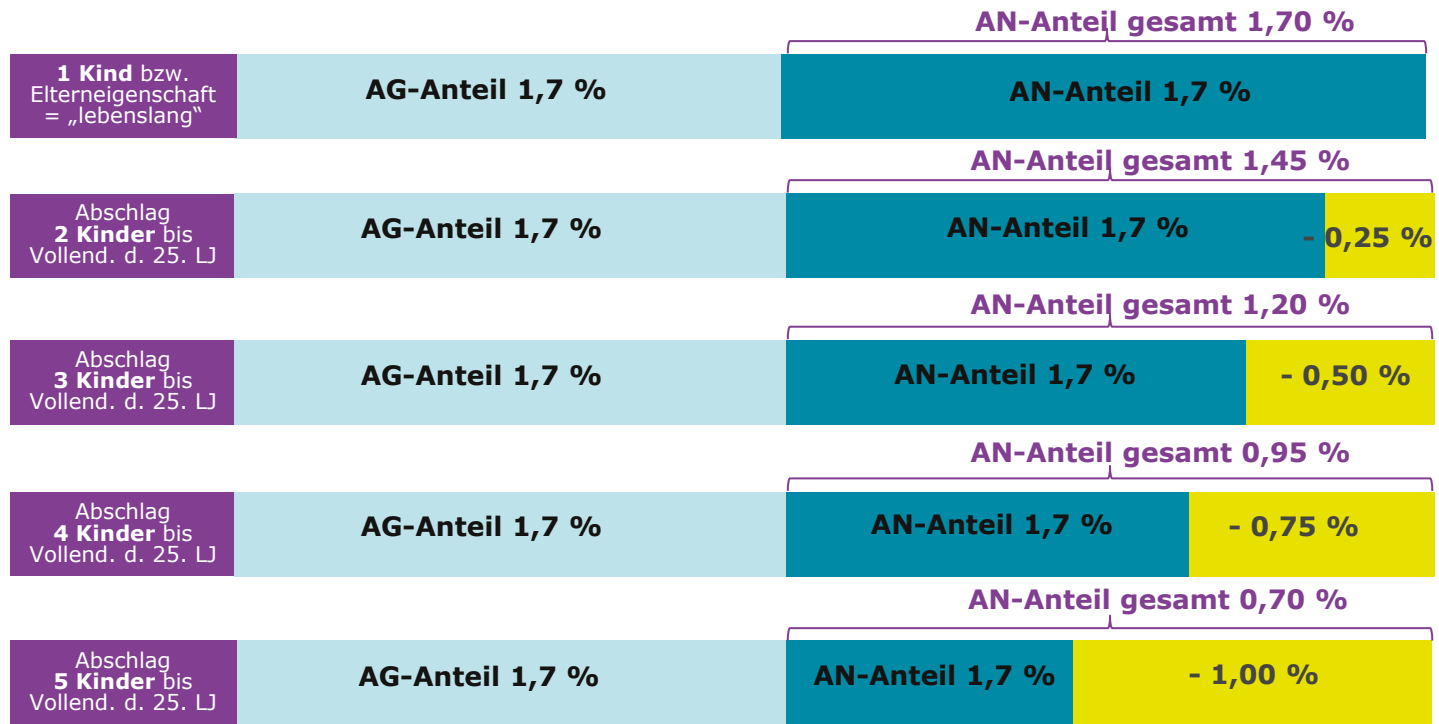 AN-Anteil gesamt 1,70 %
1 Kind bzw.
Elterneigenschaft
= „lebenslang“
AG-Anteil 1,7 %
AN-Anteil 1,7 %
AN-Anteil gesamt 1,45 %
Abschlag
2 Kinder bis
Vollend. d. 25. LJ
AG-Anteil 1,7 %
AN-Anteil 1,7 %
- 0,25 %
AN-Anteil gesamt 1,20 %
Abschlag
3 Kinder bis
Vollend. d. 25. LJ
AG-Anteil 1,7 %
AN-Anteil 1,7 %
- 0,50 %
AN-Anteil gesamt 0,95 %
Abschlag
4 Kinder bis
Vollend. d. 25. LJ
AG-Anteil 1,7 %
AN-Anteil 1,7 %
- 0,75 %
AN-Anteil gesamt 0,70 %
Abschlag
5 Kinder bis
Vollend. d. 25. LJ
AG-Anteil 1,7 %
AN-Anteil 1,7 %
- 1,00 %